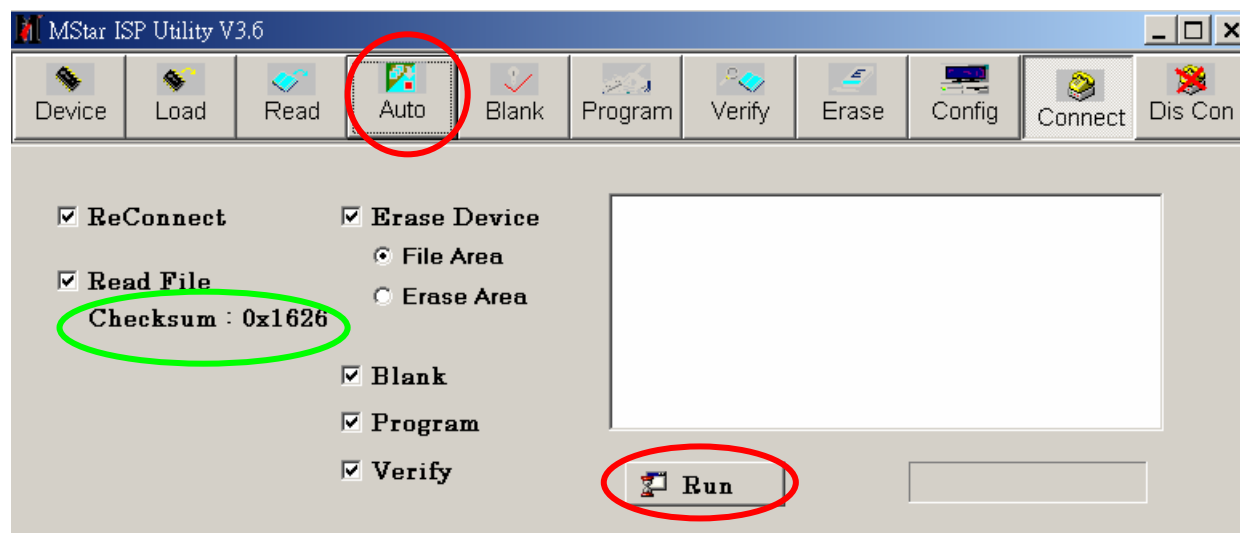 MStar ISP Utility V3.6
Device Load Read Auto Blank Program Verify Erase Config Connect Dis Con
ReConnect
Read File
Checksum : 0x1626
Erase Device
File Area
Erase Area
Blank
Program
Verify
Run